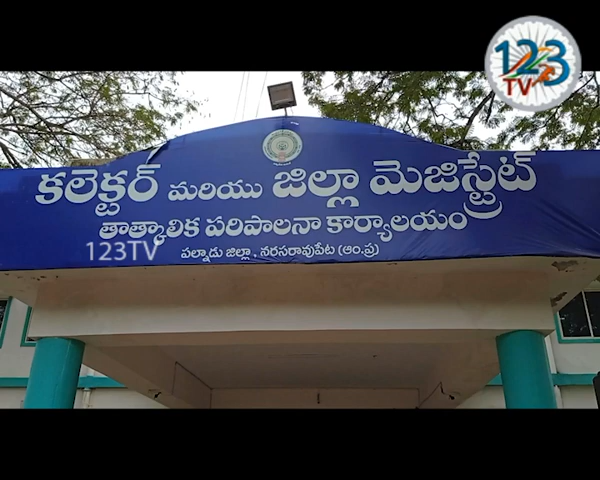 123
TV
కలెక్టర్ మరియు జిల్లా మెజిస్ట్రేట్
తాత్కాలిక పరిపాలనా కార్యాలయం
123TV
పల్నాడు జిల్లా, నరసరావుపేట (ఆం.ప్ర)